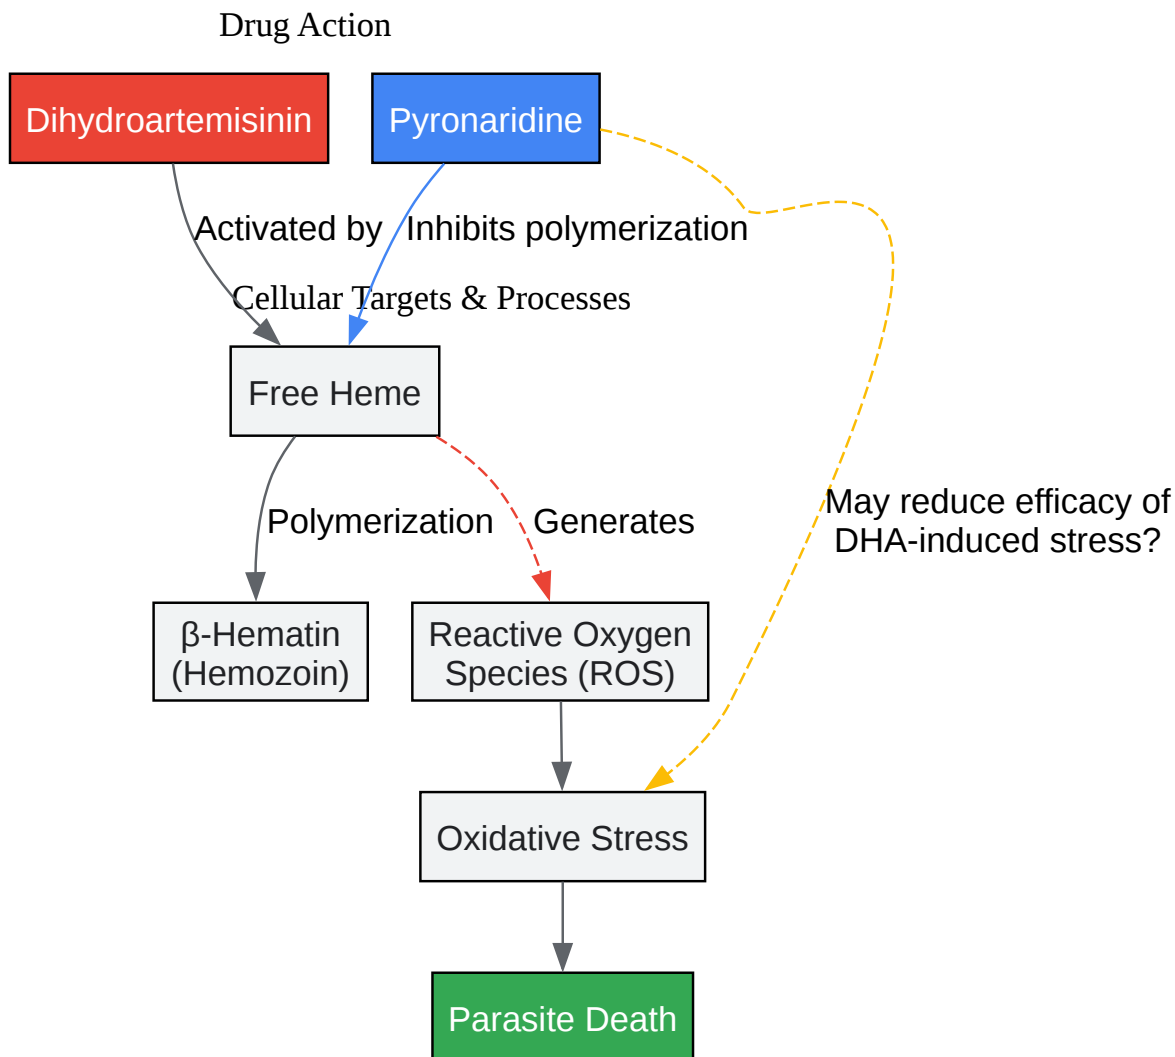 Drug Action
Dihydroartemisinin
Pyronaridine
Activated by
Inhibits polymerization
Cellular Targets & Processes
Free Heme
Polymerization
Generates
May reduce efficacy of
DHA-induced stress?
β-Hematin
(Hemozoin)
Reactive Oxygen
Species (ROS)
Oxidative Stress
Parasite Death